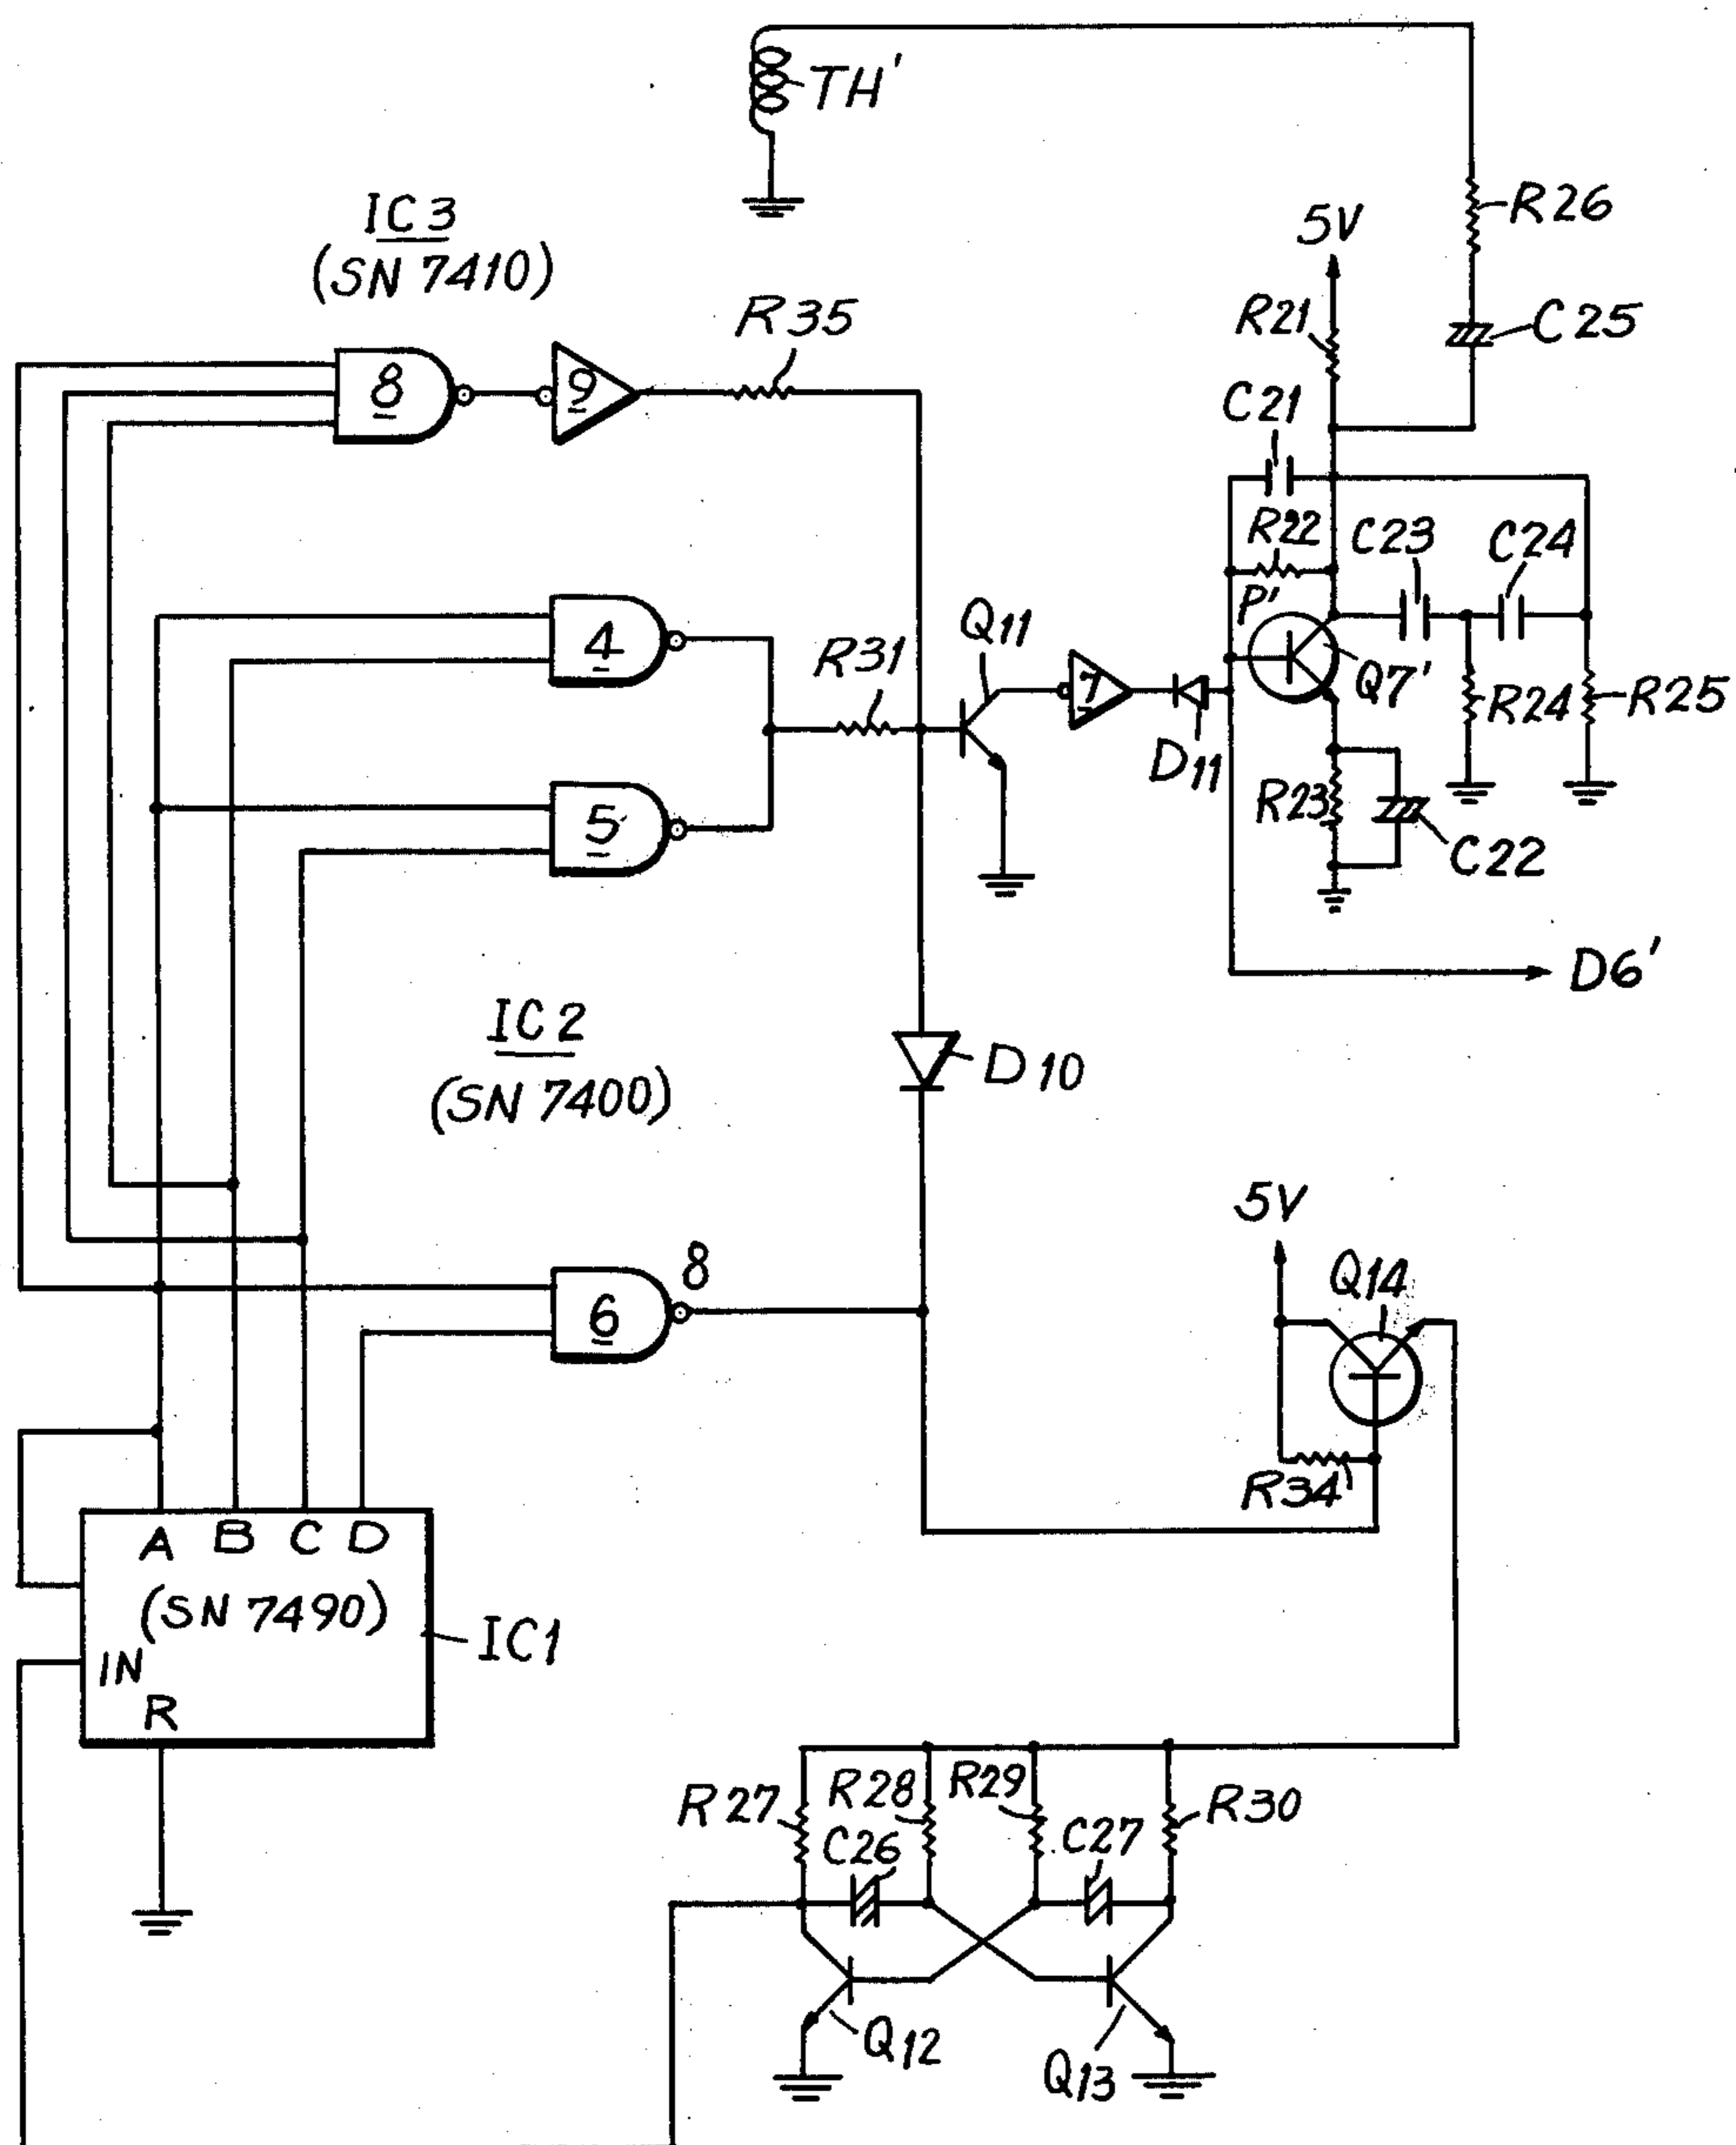 TH'
IC3
(SN 7410)
R26
5V
R21
C25
R35
8
9
C21
R22
C23
C24
P'
Q11
4
R31
7
Q7'
R24
R25
D11
5
R23
C22
D6'
IC2
(SN 7400)
D10
5V
8
6
Q14
R34
A B C D
(SN 7490)
IC1
IN
R
R27
R28
R29
R30
C26
C27
Q12
Q13